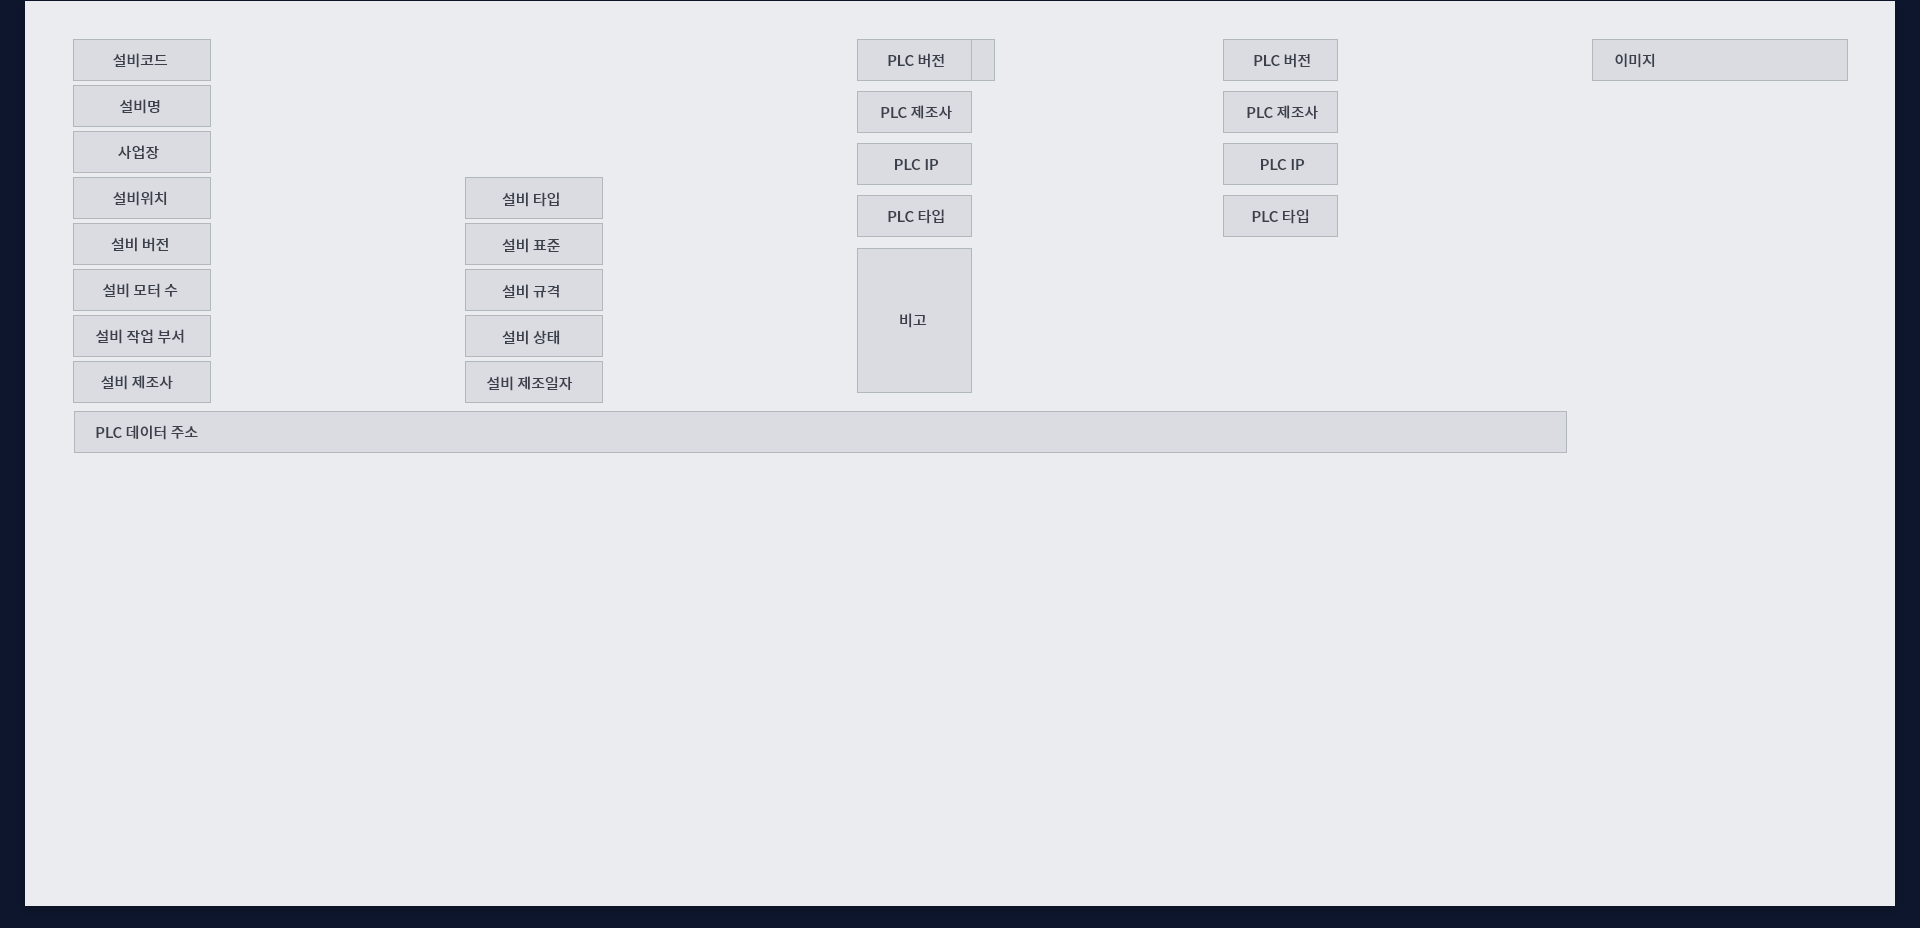 설비코드
설비명
사업장
설비위치
설비 버전
설비 모터 수
설비 작업 부서
설비 제조사
설비 타입
설비 표준
설비 규격
설비 상태
설비 제조일자
PLC 버전
PLC 제조사
PLC IP
PLC 타입
비고
PLC 버전
PLC 제조사
PLC IP
PLC 타입
이미지
PLC 데이터 주소